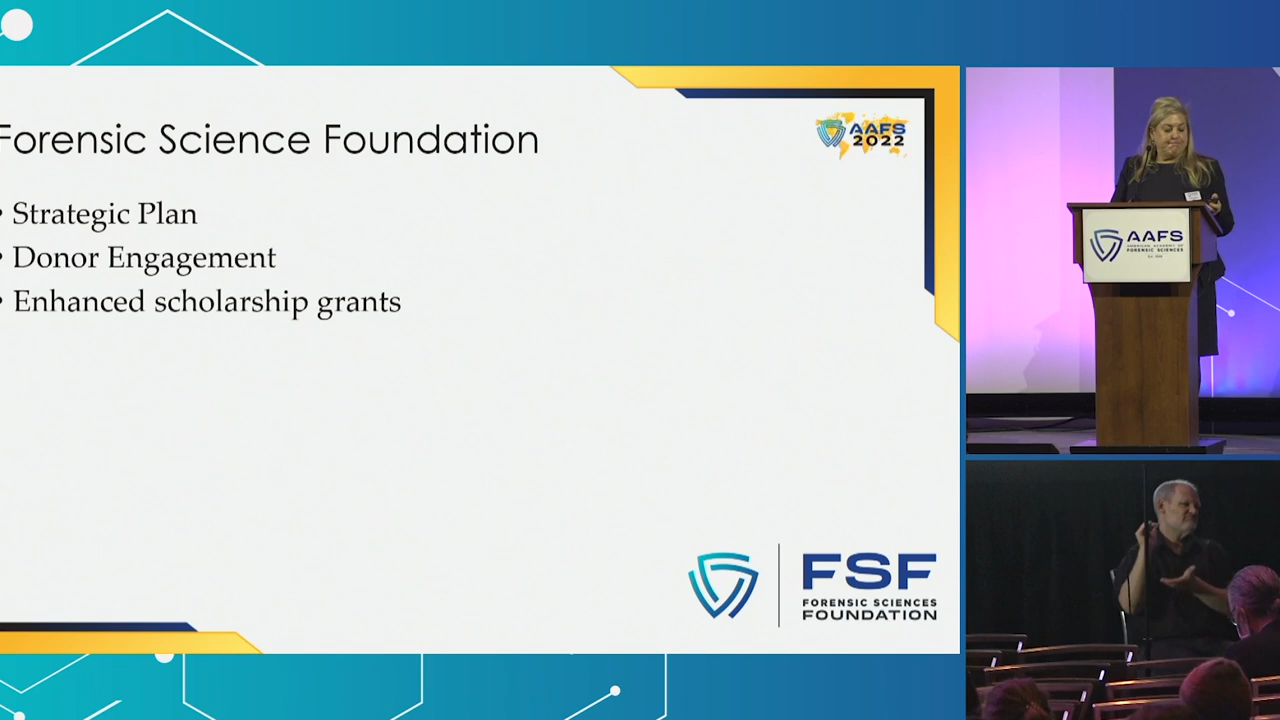 Forensic Science Foundation
AAFS
2022
• Strategic Plan
• Donor Engagement
• Enhanced scholarship grants
FSF
FORENSIC SCIENCES
FOUNDATION
AAFS
AMERICAN ACADEMY OF
FORENSIC SCIENCES